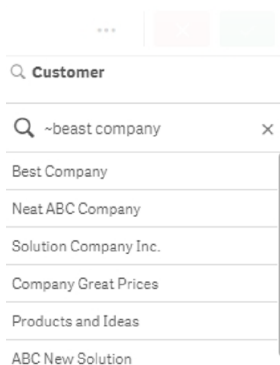 Customer
~beast company
Best Company
Neat ABC Company
Solution Company Inc.
Company Great Prices
Products and Ideas
ABC New Solution